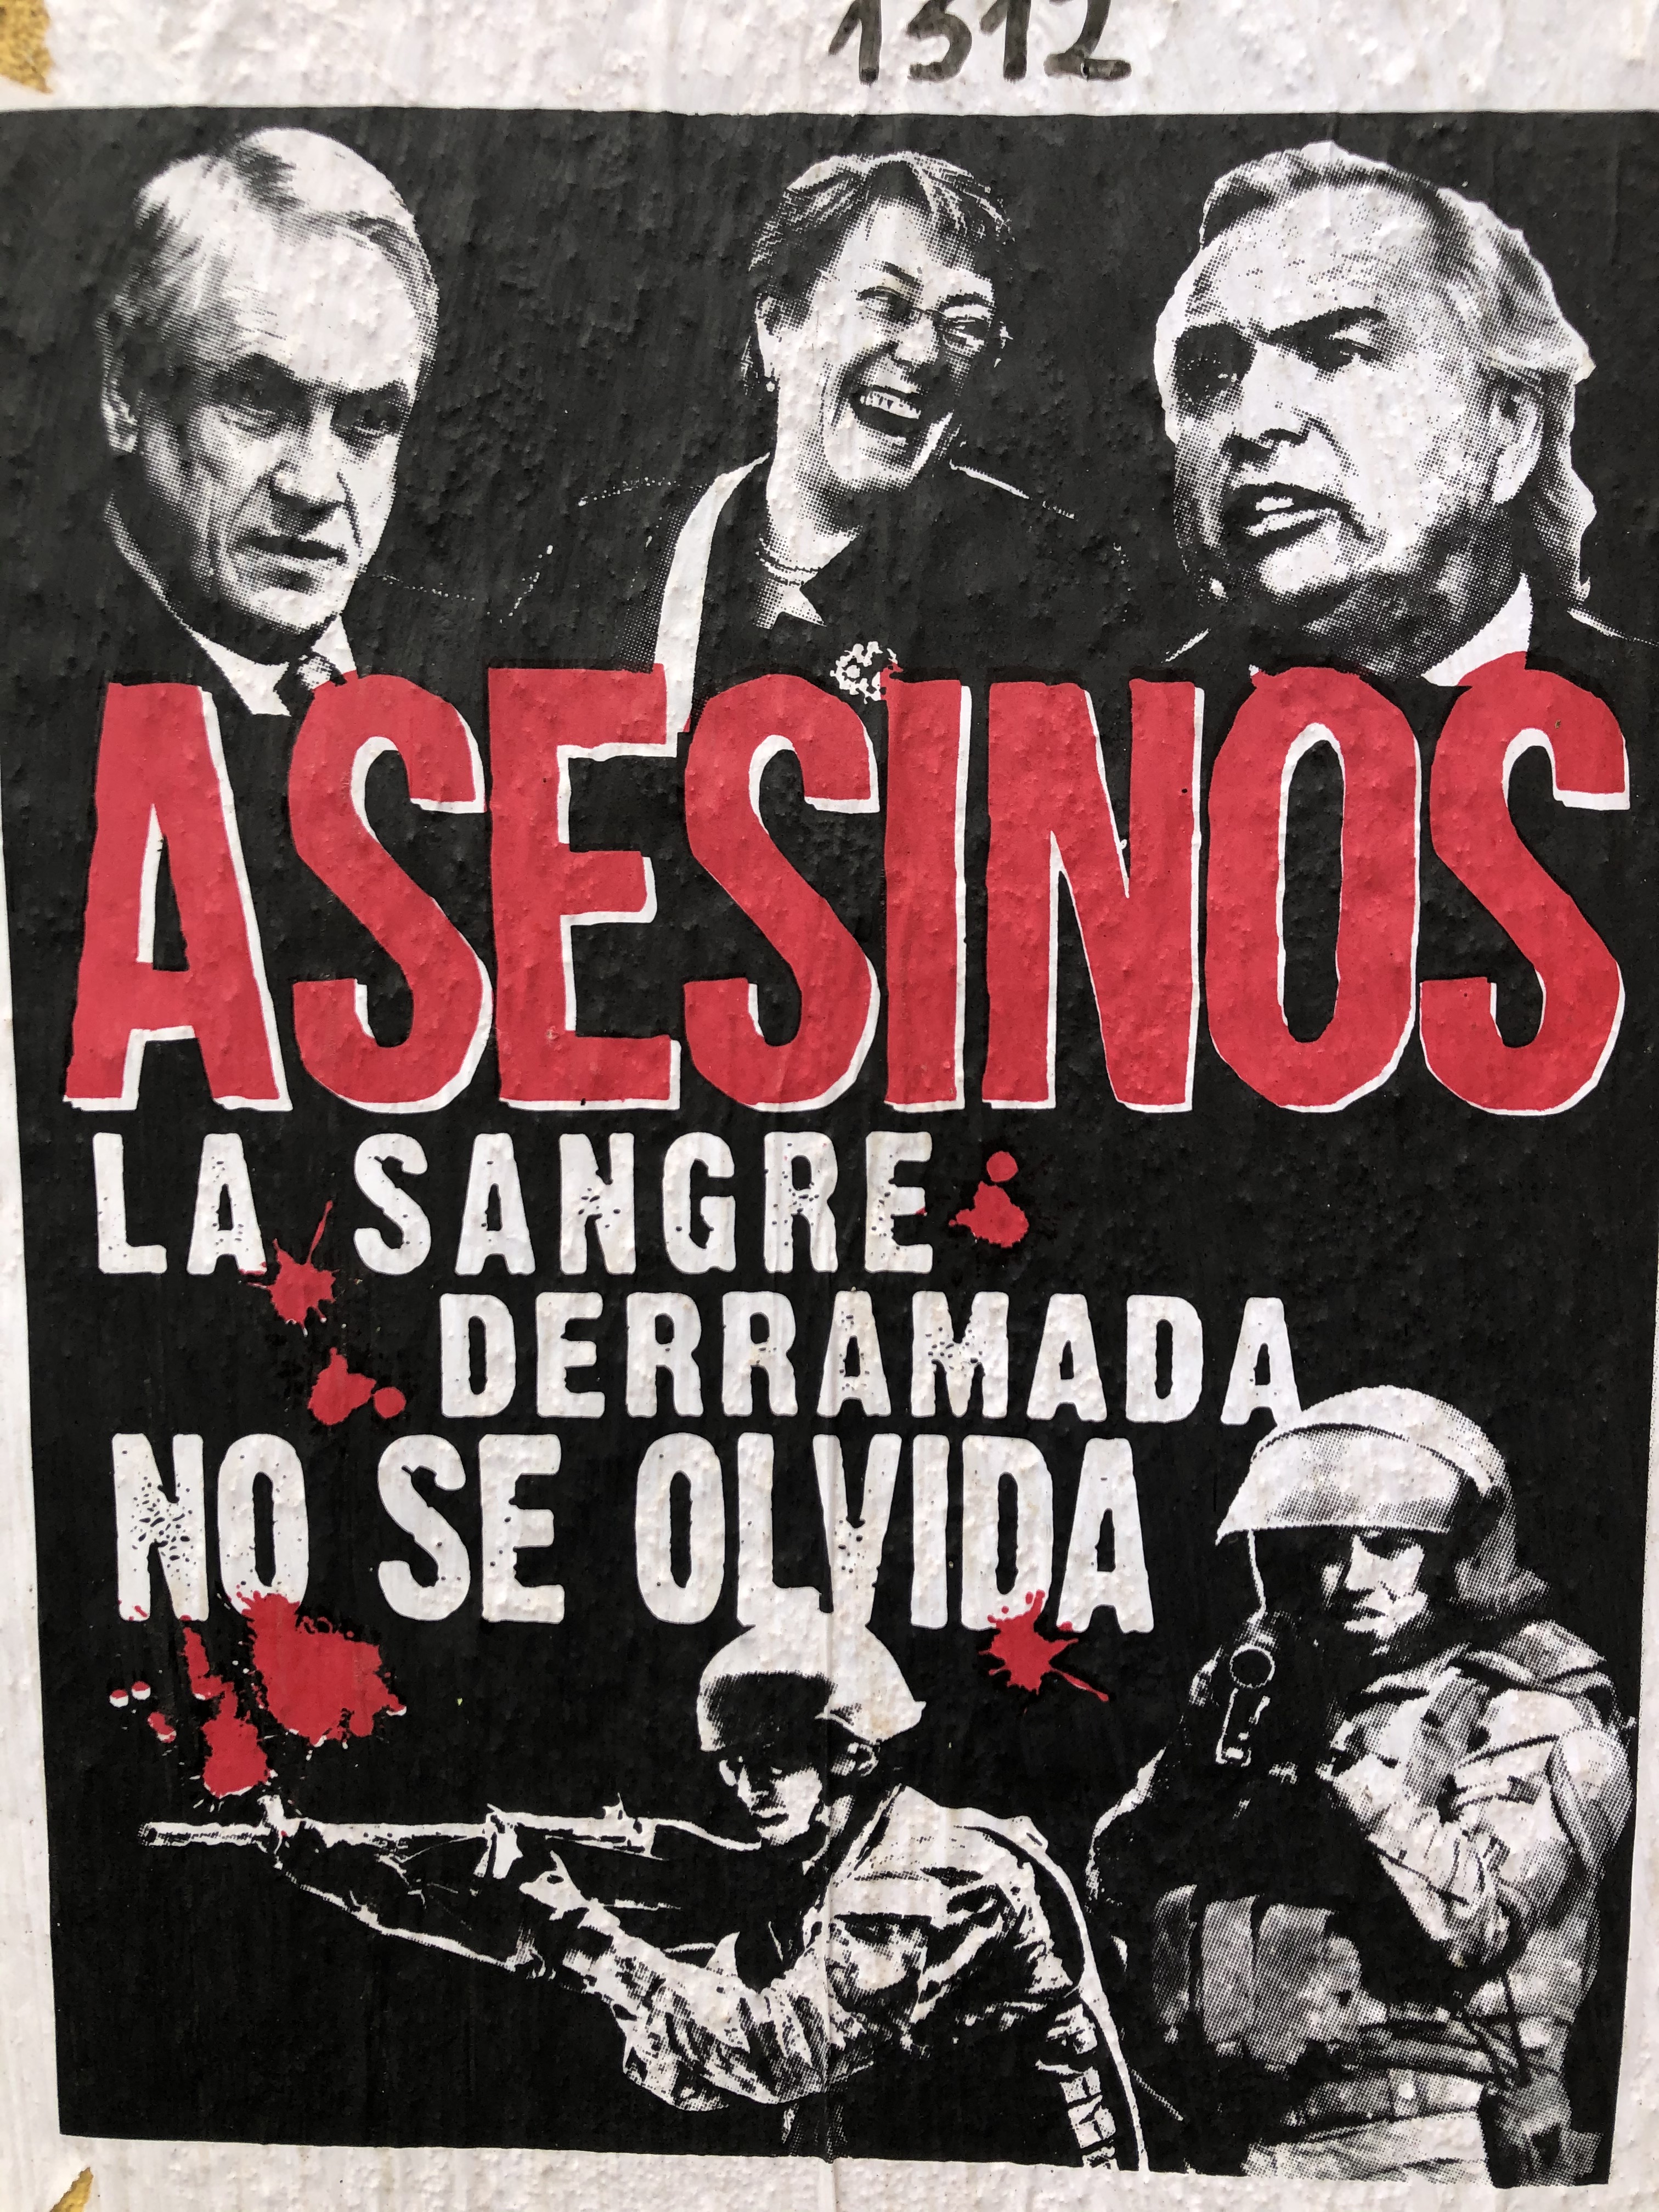 1312
ASESINOS
LA SANGRE
DERRAMADA
NO SE OLVIDA